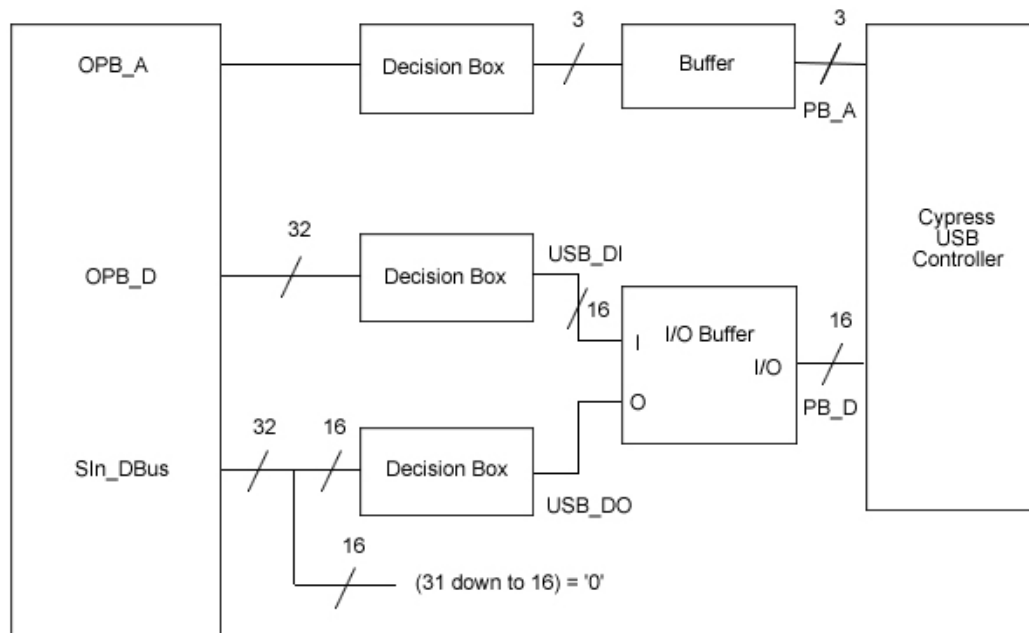 3
3
OPB_A
Decision Box
Buffer
PB_A
32
USB_DI
OPB_D
Decision Box
16
Cypress
USB
Controller
16
I
I/O Buffer
I/O
O
PB_D
32
16
SIn_DBus
Decision Box
USB_DO
16
(31 down to 16) = '0'